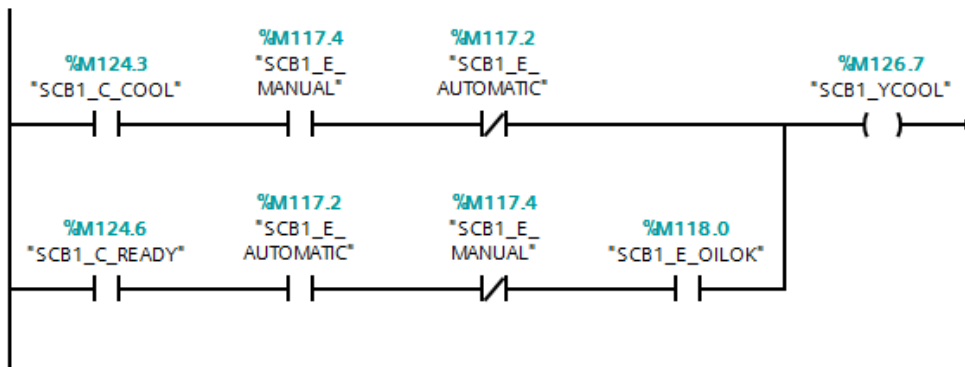 %M124.3
"SCB1_C_COOL"
%M117.4
"SCB1_E_
MANUAL"
%M117.2
"SCB1_E_
AUTOMATIC"
%M126.7
"SCB1_YCOOL"
%M124.6
"SCB1_C_READY"
%M117.2
"SCB1_E_
AUTOMATIC"
%M117.4
"SCB1_E_
MANUAL"
%M118.0
"SCB1_E_OILOK"